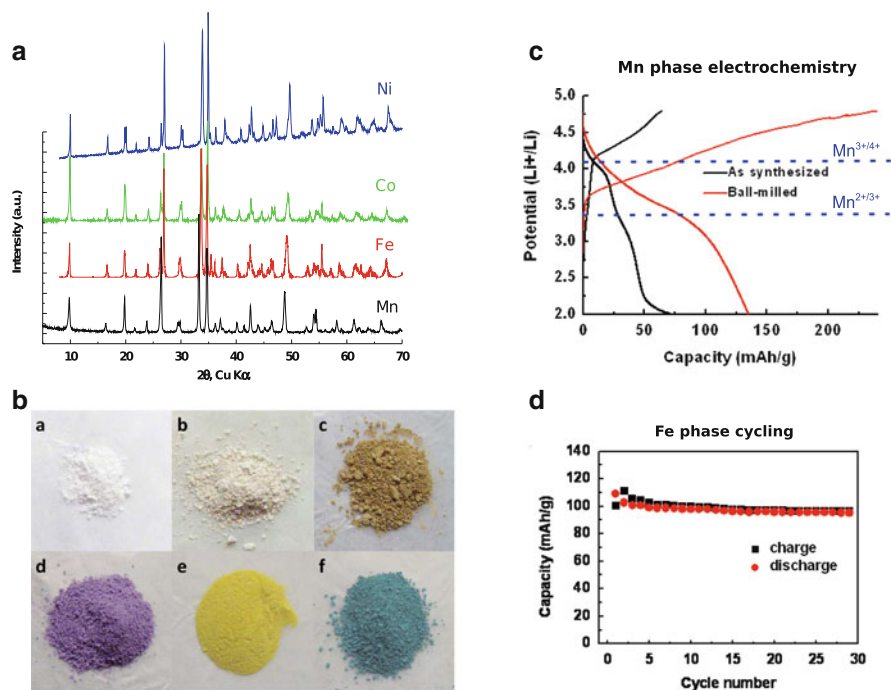 a
Ni
Co
Fe
Mn
Intensity (a.u.)
10 20 30 40 50 60 70
2θ, Cu Kα
b
a b c
d e f
c
Mn phase electrochemistry
5.0
4.5
4.0
3.5
3.0
2.5
2.0
Potential (Li+/Li)
Mn3+/4+
As synthesized
Ball-milled
Mn2+/3+
0 50 100 150 200
Capacity (mAh/g)
d
Fe phase cycling
140
120
100
80
60
40
20
0
Capacity (mAh/g)
charge
discharge
0 5 10 15 20 25 30
Cycle number